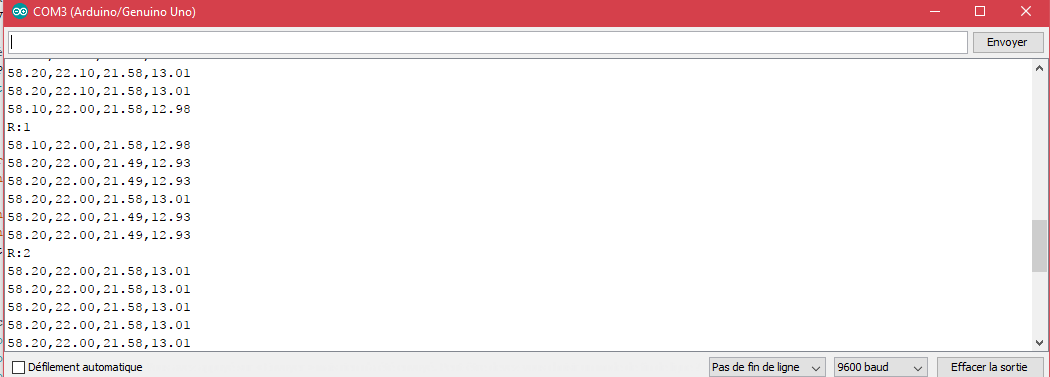 COM3 (Arduino/Genuino Uno)
Envoyer
58.20,22.10,21.58,13.01
58.20,22.10,21.58,13.01
58.10,22.00,21.58,12.98
R:1
58.10,22.00,21.58,12.98
58.20,22.00,21.49,12.93
58.20,22.00,21.49,12.93
58.20,22.00,21.58,13.01
58.20,22.00,21.49,12.93
58.20,22.00,21.49,12.93
R:2
58.20,22.00,21.58,13.01
58.20,22.00,21.58,13.01
58.20,22.00,21.58,13.01
58.20,22.00,21.58,13.01
58.20,22.00,21.58,13.01
Défilement automatique
Pas de fin de ligne
9600 baud
Effacer la sortie